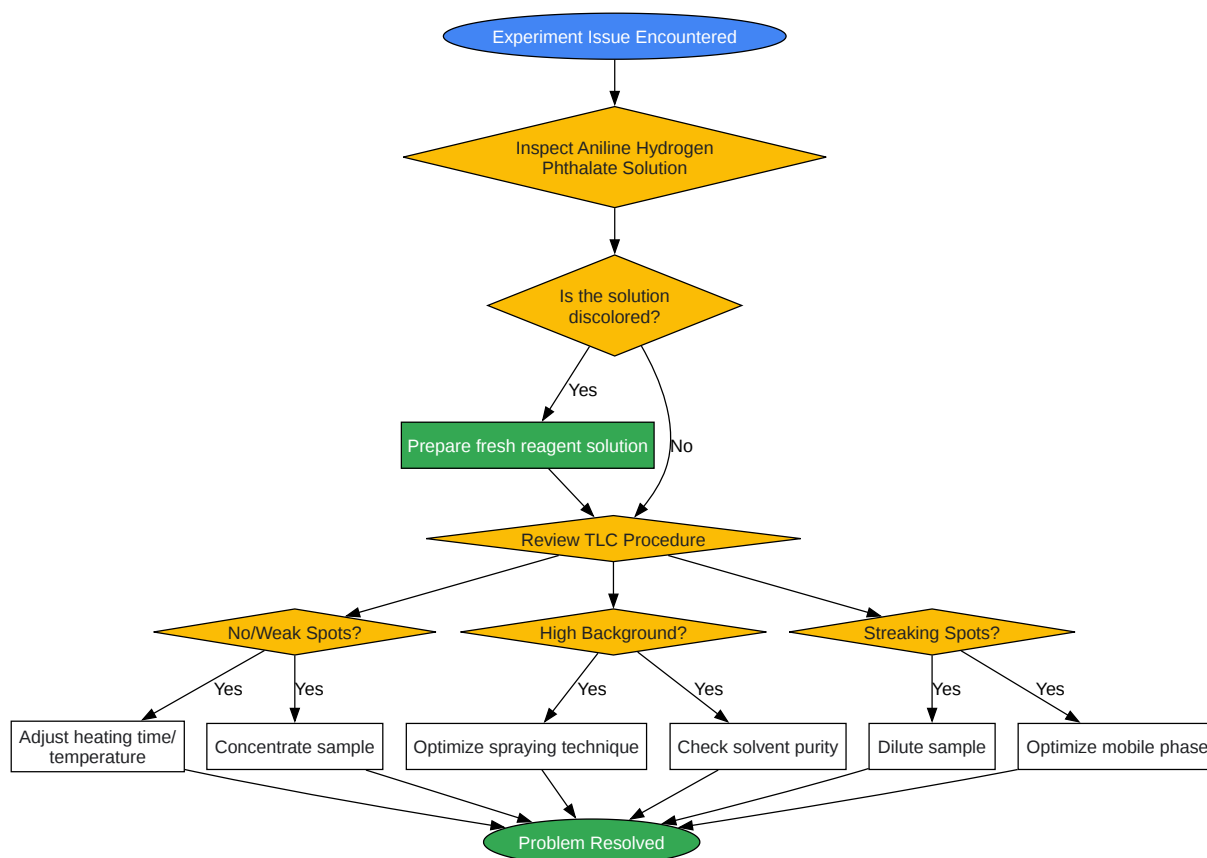 Experiment Issue Encountered
Inspect Aniline Hydrogen
Phthalate Solution
Is the solution
discolored?
Yes
Prepare fresh reagent solution
No
Review TLC Procedure
No/Weak Spots?
High Background?
Streaking Spots?
Yes
Yes
Yes
Yes
Yes
Yes
Adjust heating time/
temperature
Concentrate sample
Optimize spraying technique
Check solvent purity
Dilute sample
Optimize mobile phase
Problem Resolved